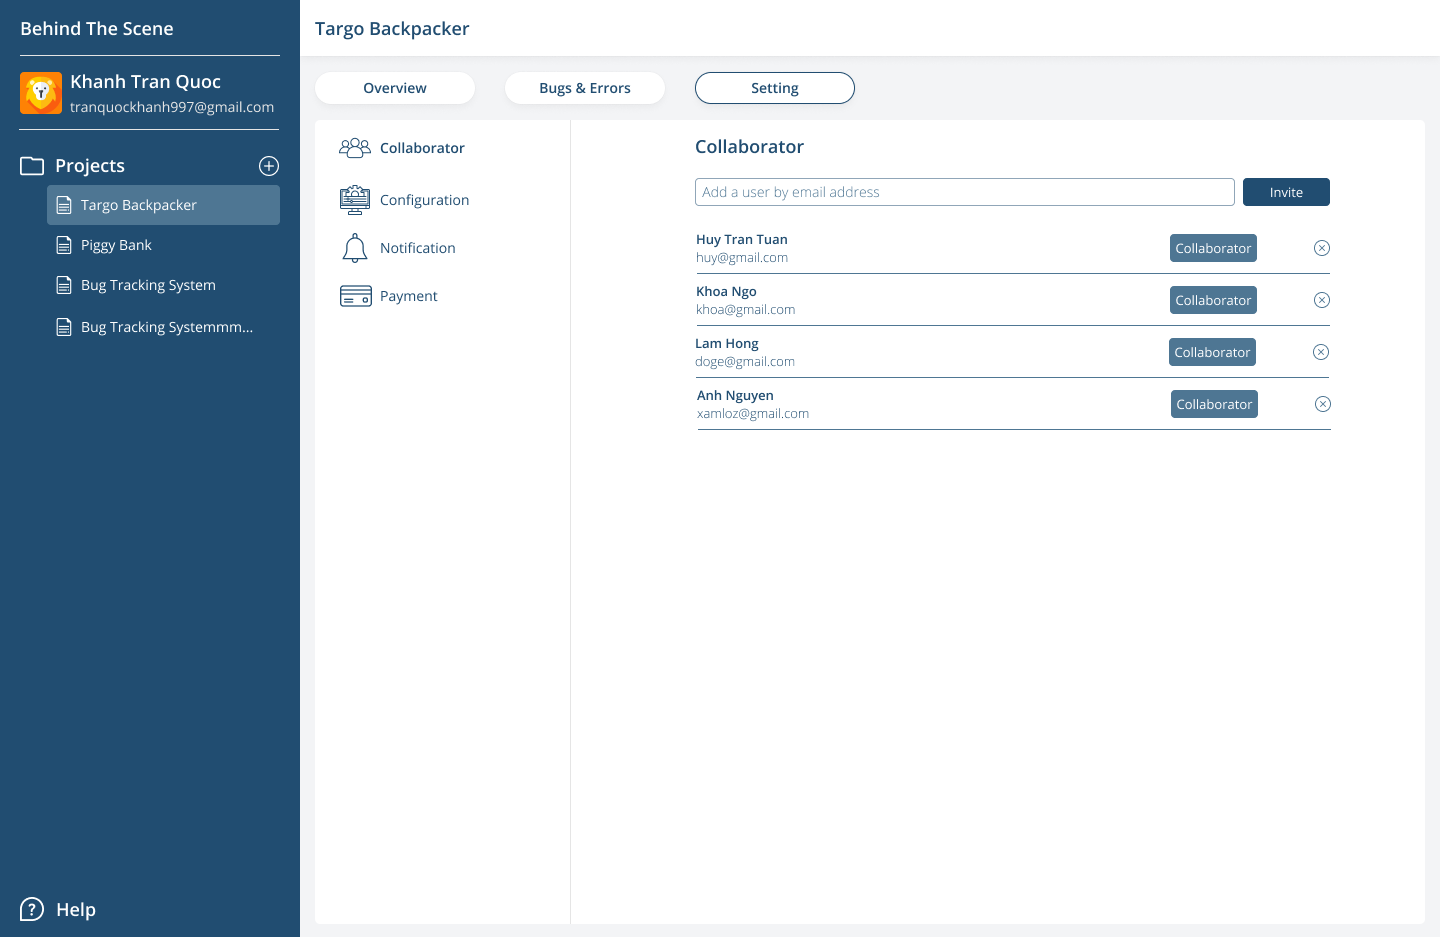 Behind The Scene
Khanh Tran Quoc
tranquockhanh997@gmail.com
Projects
Targo Backpacker
Piggy Bank
Bug Tracking System
Bug Tracking Systemmm...
Help
Targo Backpacker
Overview
Bugs & Errors
Setting
Collaborator
Configuration
Notification
Payment
Collaborator
Add a user by email address
Invite
Huy Tran Tuan
huy@gmail.com
Collaborator
Khoa Ngo
khoa@gmail.com
Collaborator
Lam Hong
doge@gmail.com
Collaborator
Anh Nguyen
xamloz@gmail.com
Collaborator